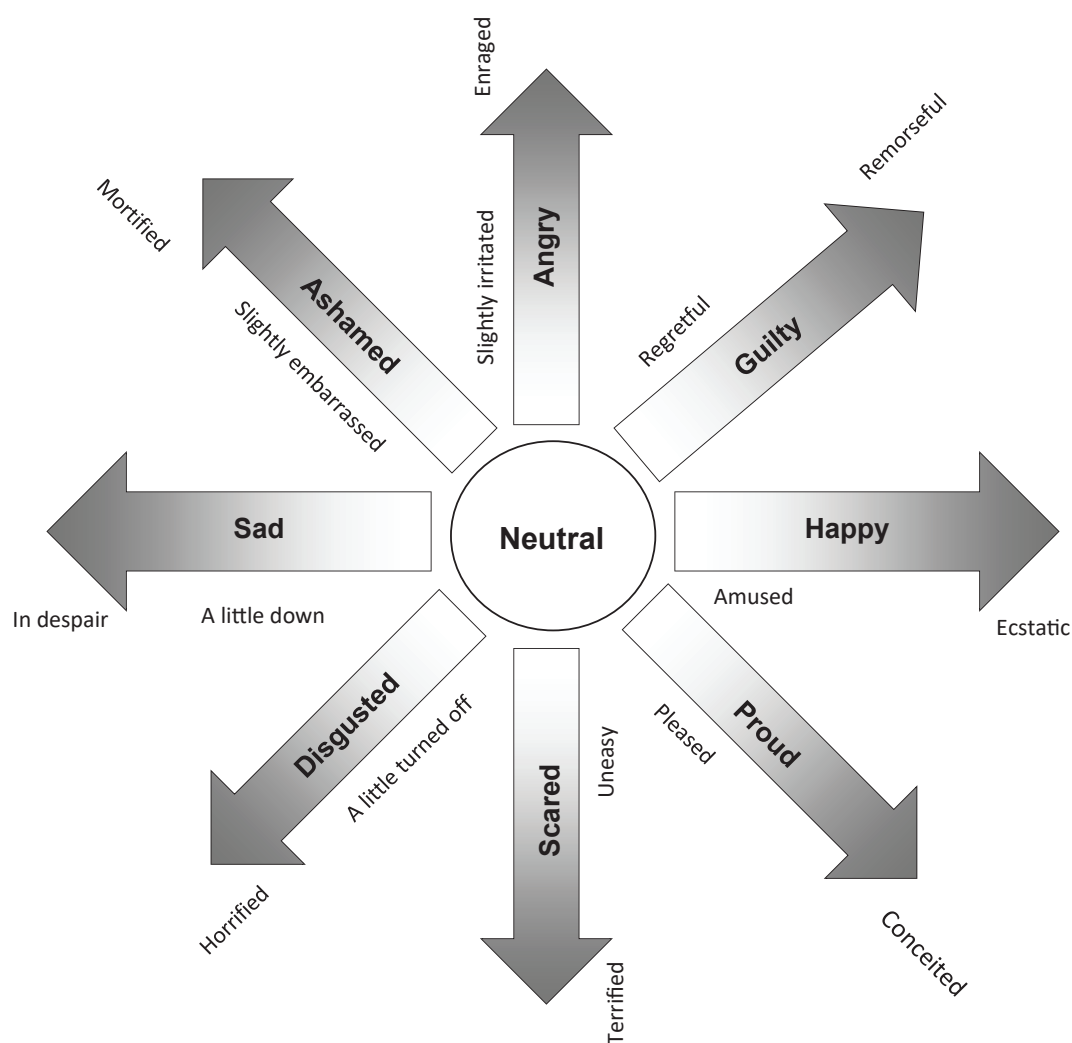 Enraged
Remorseful
Mortified
Angry
Slightly irritated
Ashamed
Slightly embarrassed
Regretful
Guilty
Sad
Neutral
Happy
In despair
A little down
Amused
Ecstatic
Disgusted
A little turned off
Scared
Uneasy
Pleased
Proud
Horrified
Terrified
Conceited